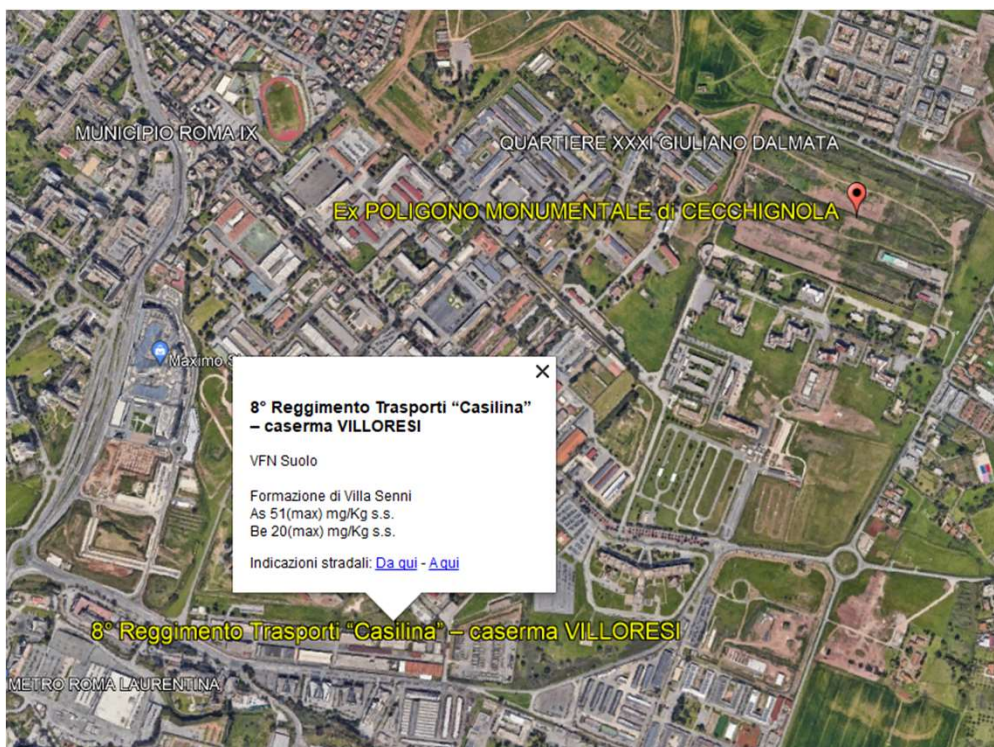 MUNICIPIO ROMA IX
QUARTIERE XXXI GIULIANO DALMATA
Ex POLIGONO MONUMENTALE di CECCHIGNOLA
Maximo
8° Reggimento Trasporti “Casilina”
– caserma VILLORESI
VFN Suolo
Formazione di Villa Senni
As 51(max) mg/Kg s.s.
Be 20(max) mg/Kg s.s.
Indicazioni stradali: Da qui - A qui
8° Reggimento Trasporti “Casilina” – caserma VILLORESI
METRO ROMA LAURENTINA